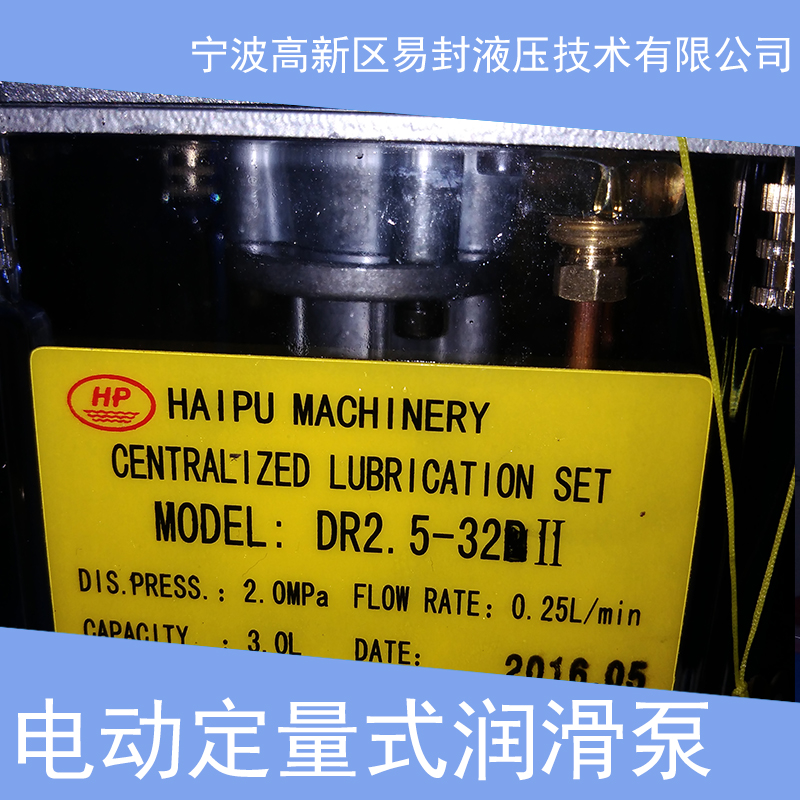 宁波高新区易封液压技术有限公司
HP HAIPU MACHINERY
CENTRALIZED LUBRICATION SET
MODEL: DR2.5-32 II
DIS.PRESS.: 2.0MPa FLOW RATE: 0.25L/min
CAPACITY.: 3.0L DATE: 2016.05
电动定量式润滑泵